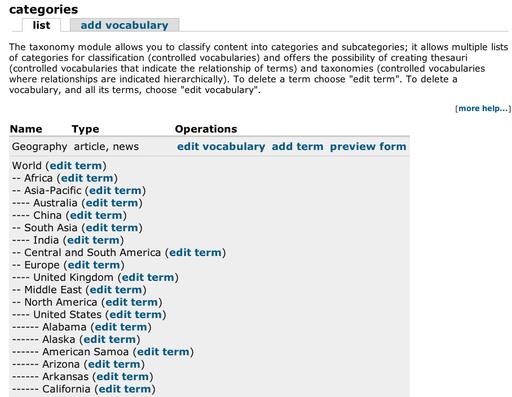 categories
list add vocabulary
The taxonomy module allows you to classify content into categories and subcategories; it allows multiple lists
of categories for classification (controlled vocabularies) and offers the possibility of creating thesauri
(controlled vocabularies that indicate the relationship of terms) and taxonomies (controlled vocabularies
where relationships are indicated hierarchically). To delete a term choose "edit term". To delete a
vocabulary, and all its terms, choose "edit vocabulary".
[more help...]
Name Type Operations
Geography article, news edit vocabulary add term preview form
World (edit term)
-- Africa (edit term)
-- Asia-Pacific (edit term)
---- Australia (edit term)
---- China (edit term)
-- South Asia (edit term)
---- India (edit term)
-- Central and South America (edit term)
-- Europe (edit term)
---- United Kingdom (edit term)
-- Middle East (edit term)
-- North America (edit term)
---- United States (edit term)
------ Alabama (edit term)
------ Alaska (edit term)
------ American Samoa (edit term)
------ Arizona (edit term)
------ Arkansas (edit term)
------ California (edit term)